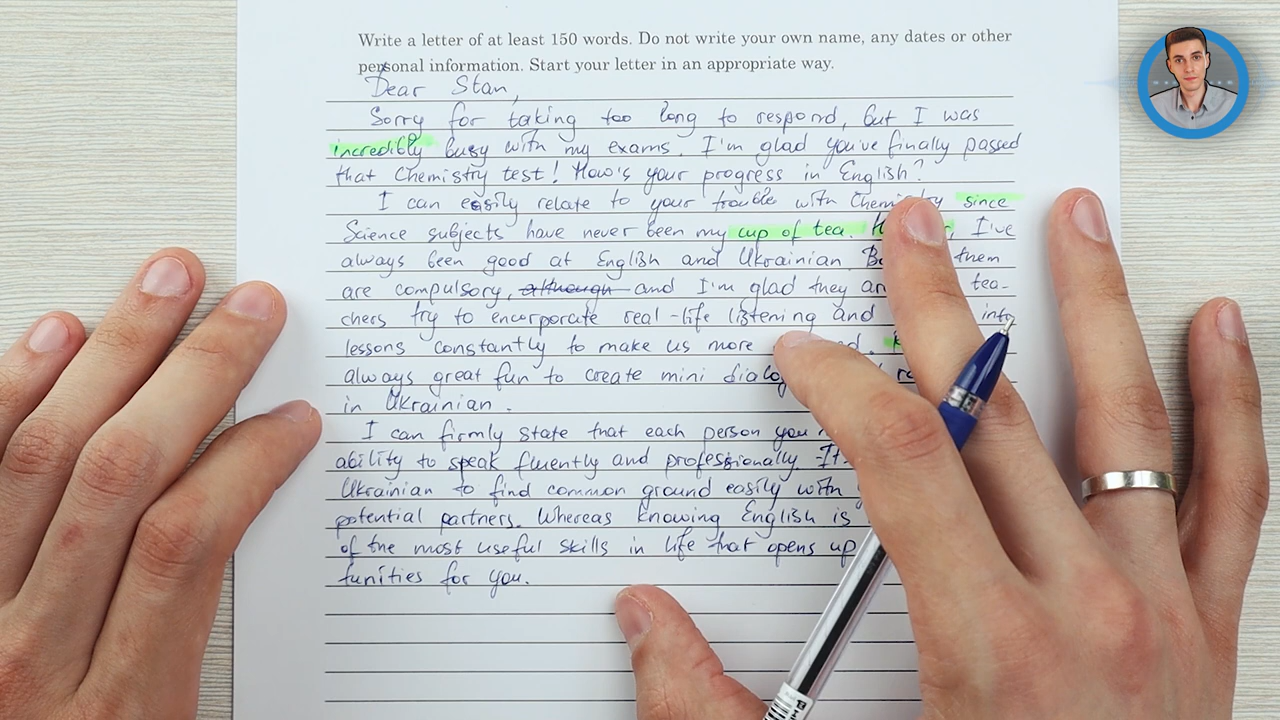 Write a letter of at least 150 words. Do not write your own name, any dates or other
personal information. Start your letter in an appropriate way.
Dear Stan,
Sorry for taking too long to respond, but I was
incredibly busy with my exams. I'm glad you've finally passed
that Chemistry test! How's your progress in English?
I can easily relate to your trouble with Chemistry since
Science subjects have never been my cup of tea. I've
always been good at English and Ukrainian. them
are compulsory, although and I'm glad they tea-
chers try to encorporate real-life listening and into
lessons constantly to make us more
always great fun to create mini
in Ukrainian.
I can firmly state that each person you
ability to speak fluently and professionally. It
Ukrainian to find common ground easily with
potential partners. Whereas knowing English is
of the most useful skills in life that opens up
funities for you.